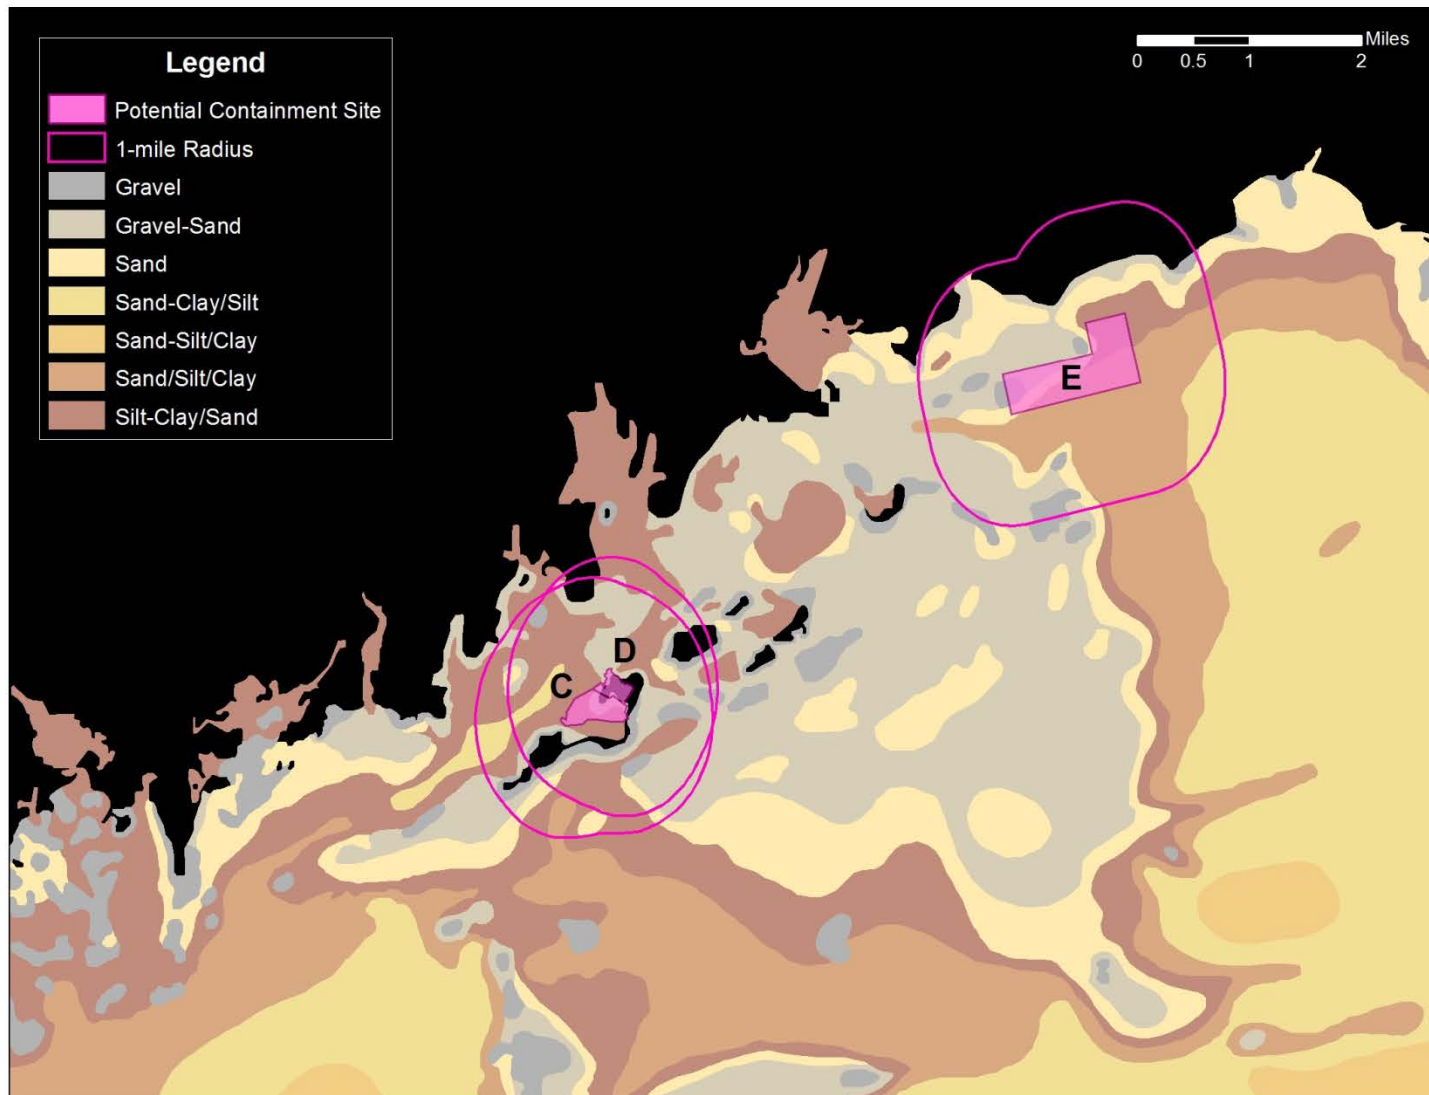 Legend
Potential Containment Site
1-mile Radius
Gravel
Gravel-Sand
Sand
Sand-Clay/Silt
Sand-Silt/Clay
Sand/Silt/Clay
Silt-Clay/Sand
Miles
0 0.5 1 2
E
D
C